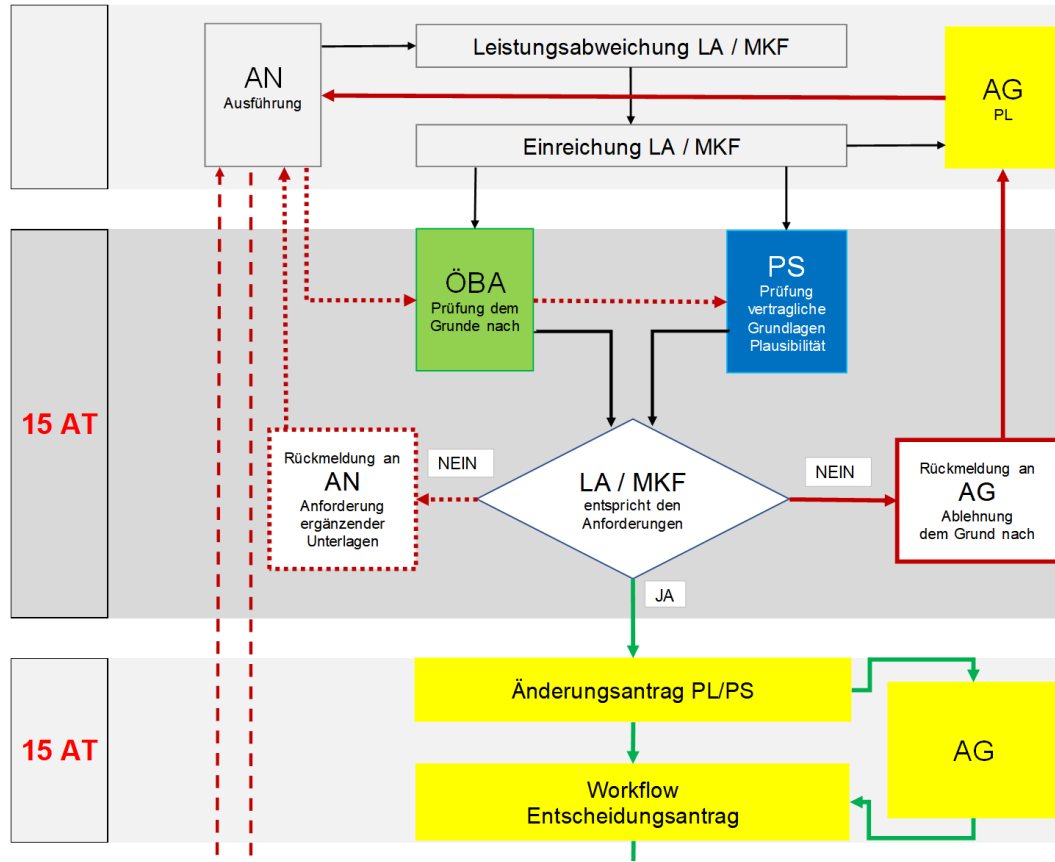 AN
Ausführung
Leistungsabweichung LA / MKF
AG
PL
Einreichung LA / MKF
15 AT
ÖBA
Prüfung dem
Grunde nach
PS
Prüfung
vertragliche
Grundlagen
Plausibilität
Rückmeldung an
AN
Anforderung
ergänzender
Unterlagen
NEIN
LA / MKF
entspricht den
Anforderungen
NEIN
Rückmeldung an
AG
Ablehnung
dem Grund nach
JA
15 AT
Änderungsantrag PL/PS
AG
Workflow
Entscheidungsantrag